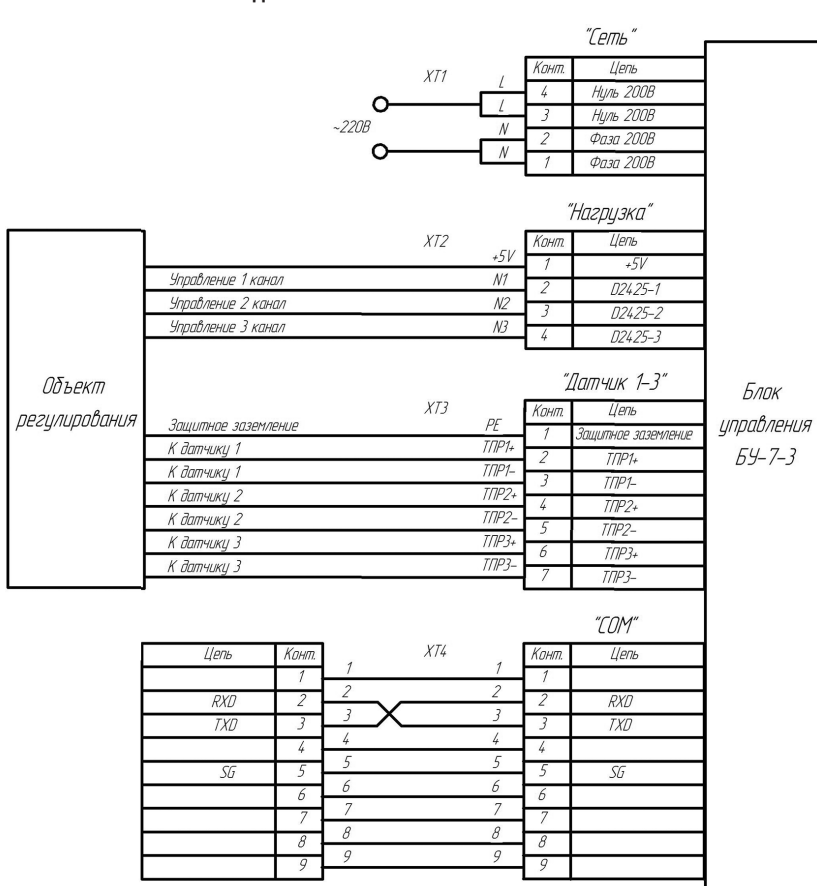 "Сеть"
XT1
Конт. Цепь
L 4 Нуль 200В
L 3 Нуль 200В
~220В
N 2 Фаза 200В
N 1 Фаза 200В
"Нагрузка"
XT2
Конт. Цепь
+5V 1 +5V
Управление 1 канал N1 2 D2425-1
Управление 2 канал N2 3 D2425-2
Управление 3 канал N3 4 D2425-3
Объект
регулирования
"Датчик 1-3"
XT3
Конт. Цепь
Защитное заземление PE 1 Защитное заземление
К датчику 1 ТПР1+ 2 ТПР1+
К датчику 1 ТПР1- 3 ТПР1-
К датчику 2 ТПР2+ 4 ТПР2+
К датчику 2 ТПР2- 5 ТПР2-
К датчику 3 ТПР3+ 6 ТПР3+
К датчику 3 ТПР3- 7 ТПР3-
Блок
управления
БУ-7-3
"COM"
Цепь Конт. XT4 Конт. Цепь
1 1 1 1
RXD 2 2 2 2 RXD
TXD 3 3 3 3 TXD
4 4 4 4
SG 5 5 5 5 SG
6 6 6 6
7 7 7 7
8 8 8 8
9 9 9 9